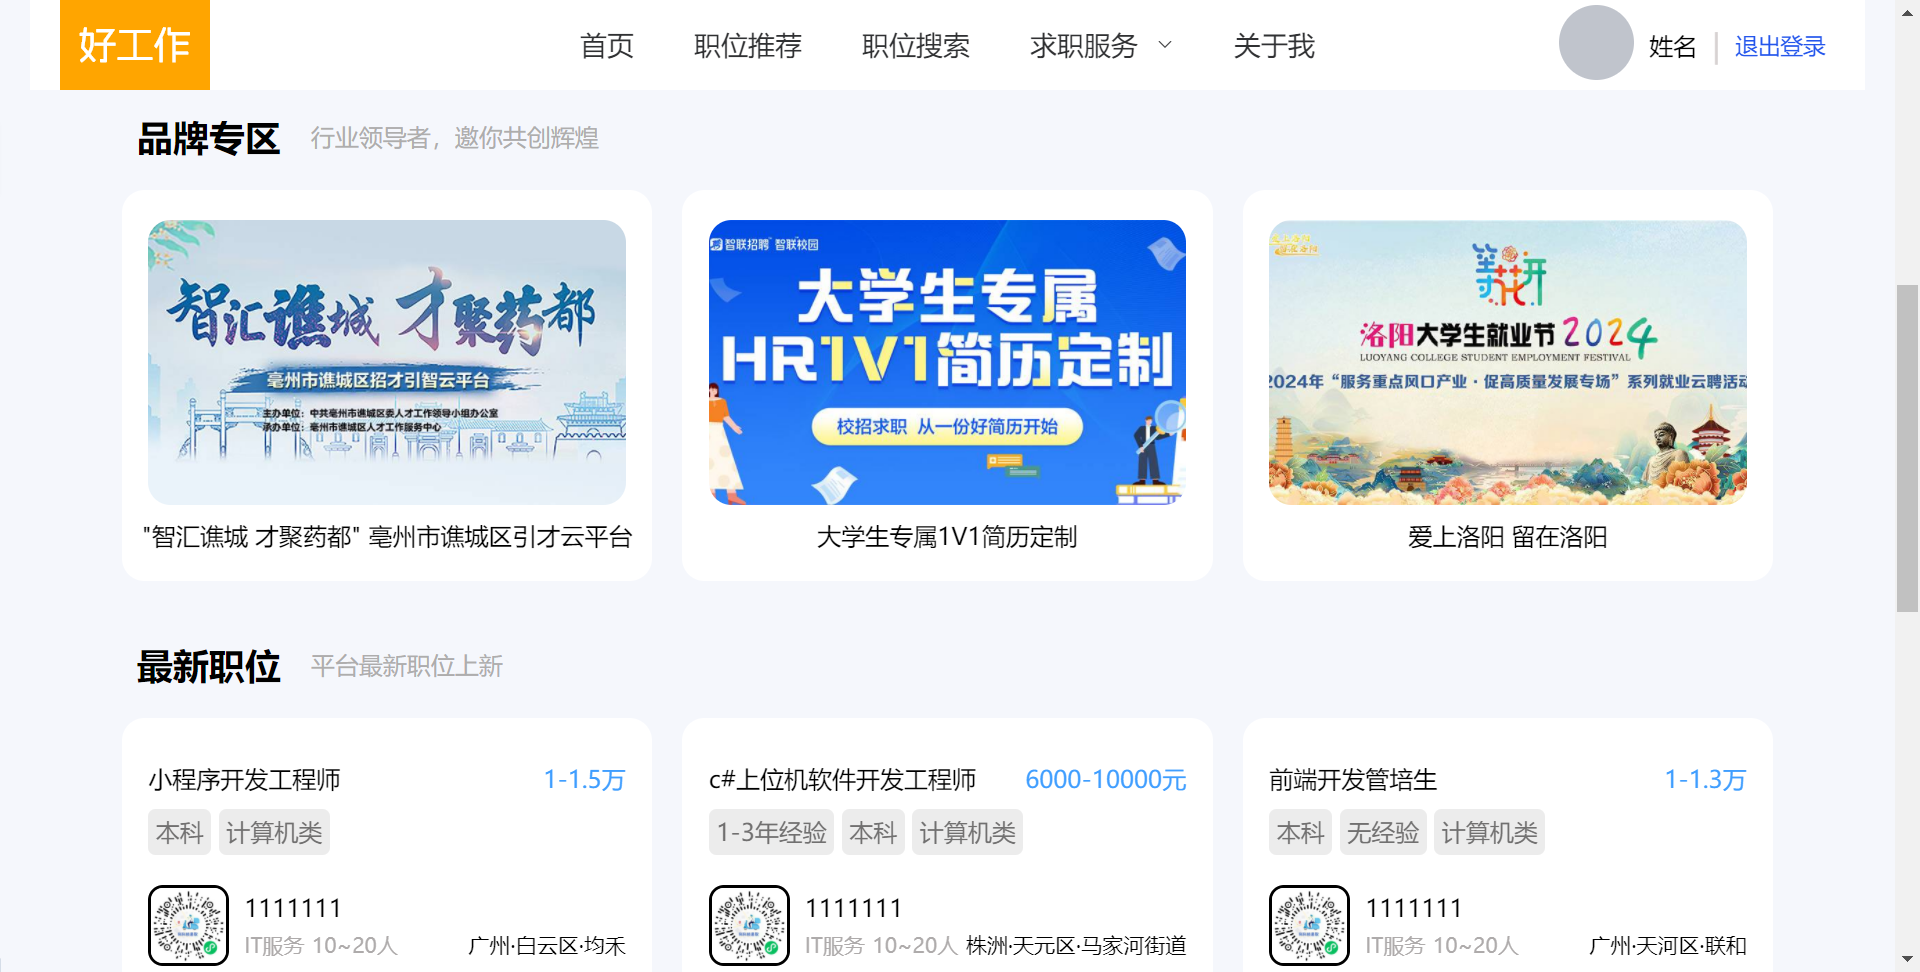 好工作
首页
职位推荐
职位搜索
求职服务
关于我
姓名
退出登录
品牌专区
行业领导者，邀你共创辉煌
智汇谯城 才聚药都
亳州市谯城区招才引智云平台
主办单位：中共亳州市谯城区委人才工作领导小组办公室
承办单位：亳州市谯城区人才工作服务中心
"智汇谯城 才聚药都" 亳州市谯城区引才云平台
智联招聘 智联校园
大学生专属
HR1V1简历定制
校招求职 从一份好简历开始
大学生专属1V1简历定制
洛阳大学生就业节2024
LUOYANG COLLEGE STUDENT EMPLOYMENT FESTIVAL
2024年“服务重点风口产业·促高质量发展专场”系列就业云聘活动
爱上洛阳 留在洛阳
最新职位
平台最新职位上新
小程序开发工程师
1-1.5万
本科
计算机类
1111111
IT服务 10~20人
广州·白云区·均禾
c#上位机软件开发工程师
6000-10000元
1-3年经验
本科
计算机类
1111111
IT服务 10~20人
株洲·天元区·马家河街道
前端开发管培生
1-1.3万
本科
无经验
计算机类
1111111
IT服务 10~20人
广州·天河区·联和